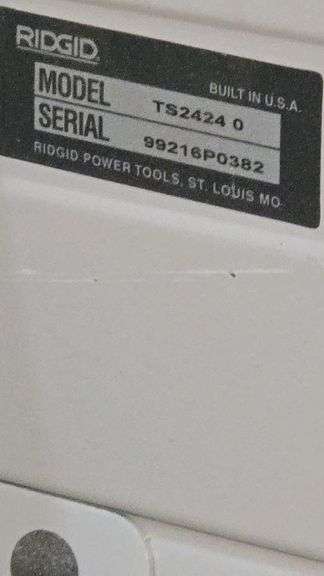 RIDGID
BUILT IN U.S.A.
MODEL TS2424 0
SERIAL 99216P0382
RIDGID POWER TOOLS, ST. LOUIS MO.